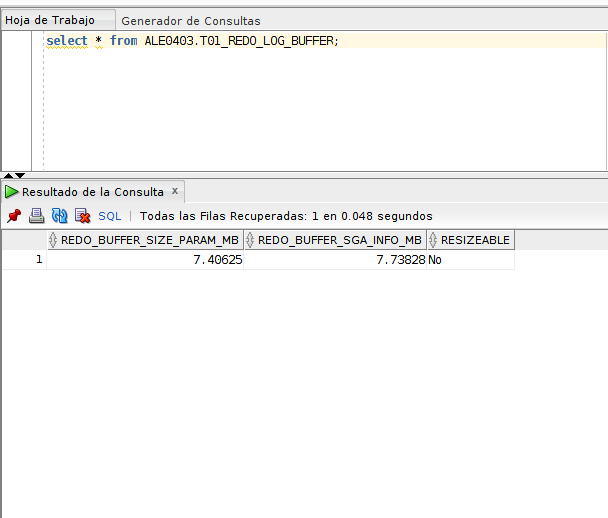 Hoja de Trabajo Generador de Consultas
select * from ALE0403.T01_REDO_LOG_BUFFER;
Resultado de la Consulta x
SQL | Todas las Filas Recuperadas: 1 en 0.048 segundos
REDO_BUFFER_SIZE_PARAM_MB REDO_BUFFER_SGA_INFO_MB RESIZEABLE
1 7.40625 7.73828 No